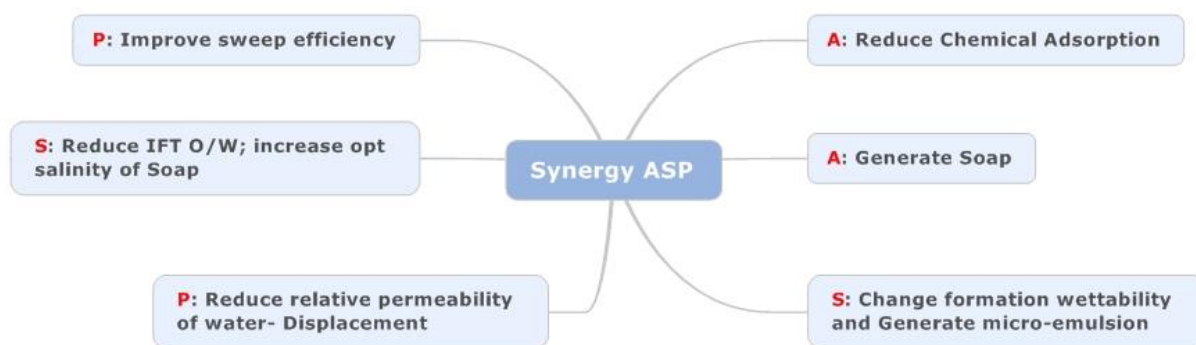 P: Improve sweep efficiency
A: Reduce Chemical Adsorption
S: Reduce IFT O/W; increase opt
salinity of Soap
Synergy ASP
A: Generate Soap
P: Reduce relative permeability
of water- Displacement
S: Change formation wettability
and Generate micro-emulsion